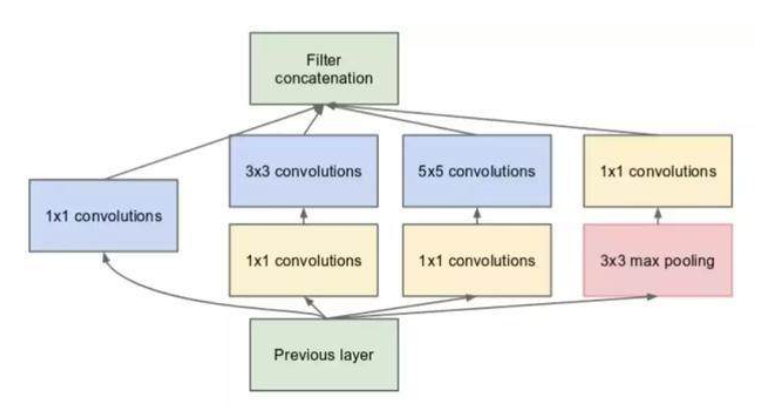 Filter
concatenation
3x3 convolutions
5x5 convolutions
1x1 convolutions
1x1 convolutions
1x1 convolutions
1x1 convolutions
3x3 max pooling
Previous layer